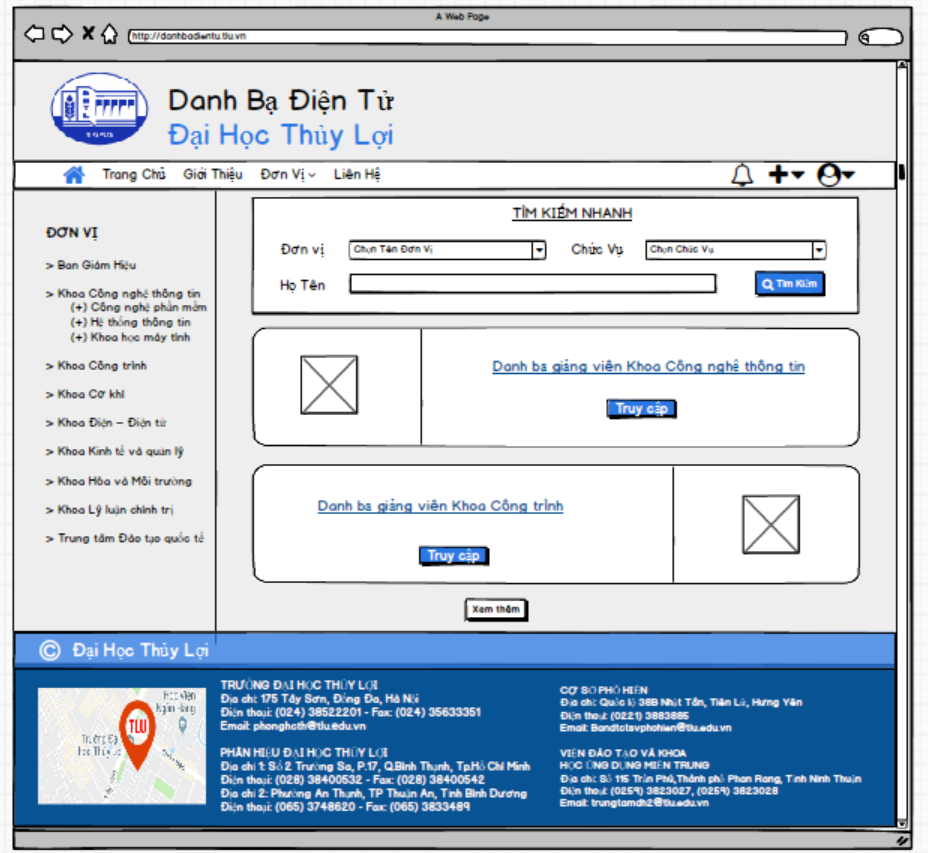 A Web Page
http://danhbadientu.tlu.vn
Danh Bạ Điện Tử
Đại Học Thủy Lợi
Trang Chủ Giới Thiệu Đơn Vị Liên Hệ
ĐƠN VỊ
> Ban Giám Hiệu
> Khoa Công nghệ thông tin
(+) Công nghệ phần mềm
(+) Hệ thống thông tin
(+) Khoa học máy tính
> Khoa Công trình
> Khoa Cơ khí
> Khoa Điện – Điện tử
> Khoa Kinh tế và quản lý
> Khoa Hóa và Môi trường
> Khoa Lý luận chính trị
> Trung tâm Đào tạo quốc tế
TÌM KIẾM NHANH
Đơn vị Chọn Tên Đơn Vị Chức Vụ Chọn Chức Vụ
Họ Tên Tìm Kiếm
Danh bạ giảng viên Khoa Công nghệ thông tin
Truy cập
Danh bạ giảng viên Khoa Công trình
Truy cập
Xem thêm
© Đại Học Thủy Lợi
Học viện
Ngân hàng
TLU
Trường Đại
học Thủy Lợi
TRƯỜNG ĐẠI HỌC THỦY LỢI
Địa chỉ: 175 Tây Sơn, Đống Đa, Hà Nội
Điện thoại: (024) 38522201 - Fax: (024) 35633351
Email: phonghcth@tlu.edu.vn
PHÂN HIỆU ĐẠI HỌC THỦY LỢI
Địa chỉ 1: Số 2 Trường Sa, P.17, Q.Bình Thạnh, Tp.Hồ Chí Minh
Điện thoại: (028) 38400532 - Fax: (028) 38400542
Địa chỉ 2: Phường An Thạnh, TP Thuận An, Tỉnh Bình Dương
Điện thoại: (065) 3748620 - Fax: (065) 3833489
CƠ SỞ PHỐ HIẾN
Địa chỉ: Quốc lộ 38B Nhật Tân, Tiên Lữ, Hưng Yên
Điện thoại: (0221) 3883885
Email: Bandtctsvphohien@tlu.edu.vn
VIỆN ĐÀO TẠO VÀ KHOA
HỌC ỨNG DỤNG MIỀN TRUNG
Địa chỉ: Số 115 Trần Phú, Thành phố Phan Rang, Tỉnh Ninh Thuận
Điện thoại: (0259) 3823027, (0259) 3823028
Email: trungtamdh2@tlu.edu.vn